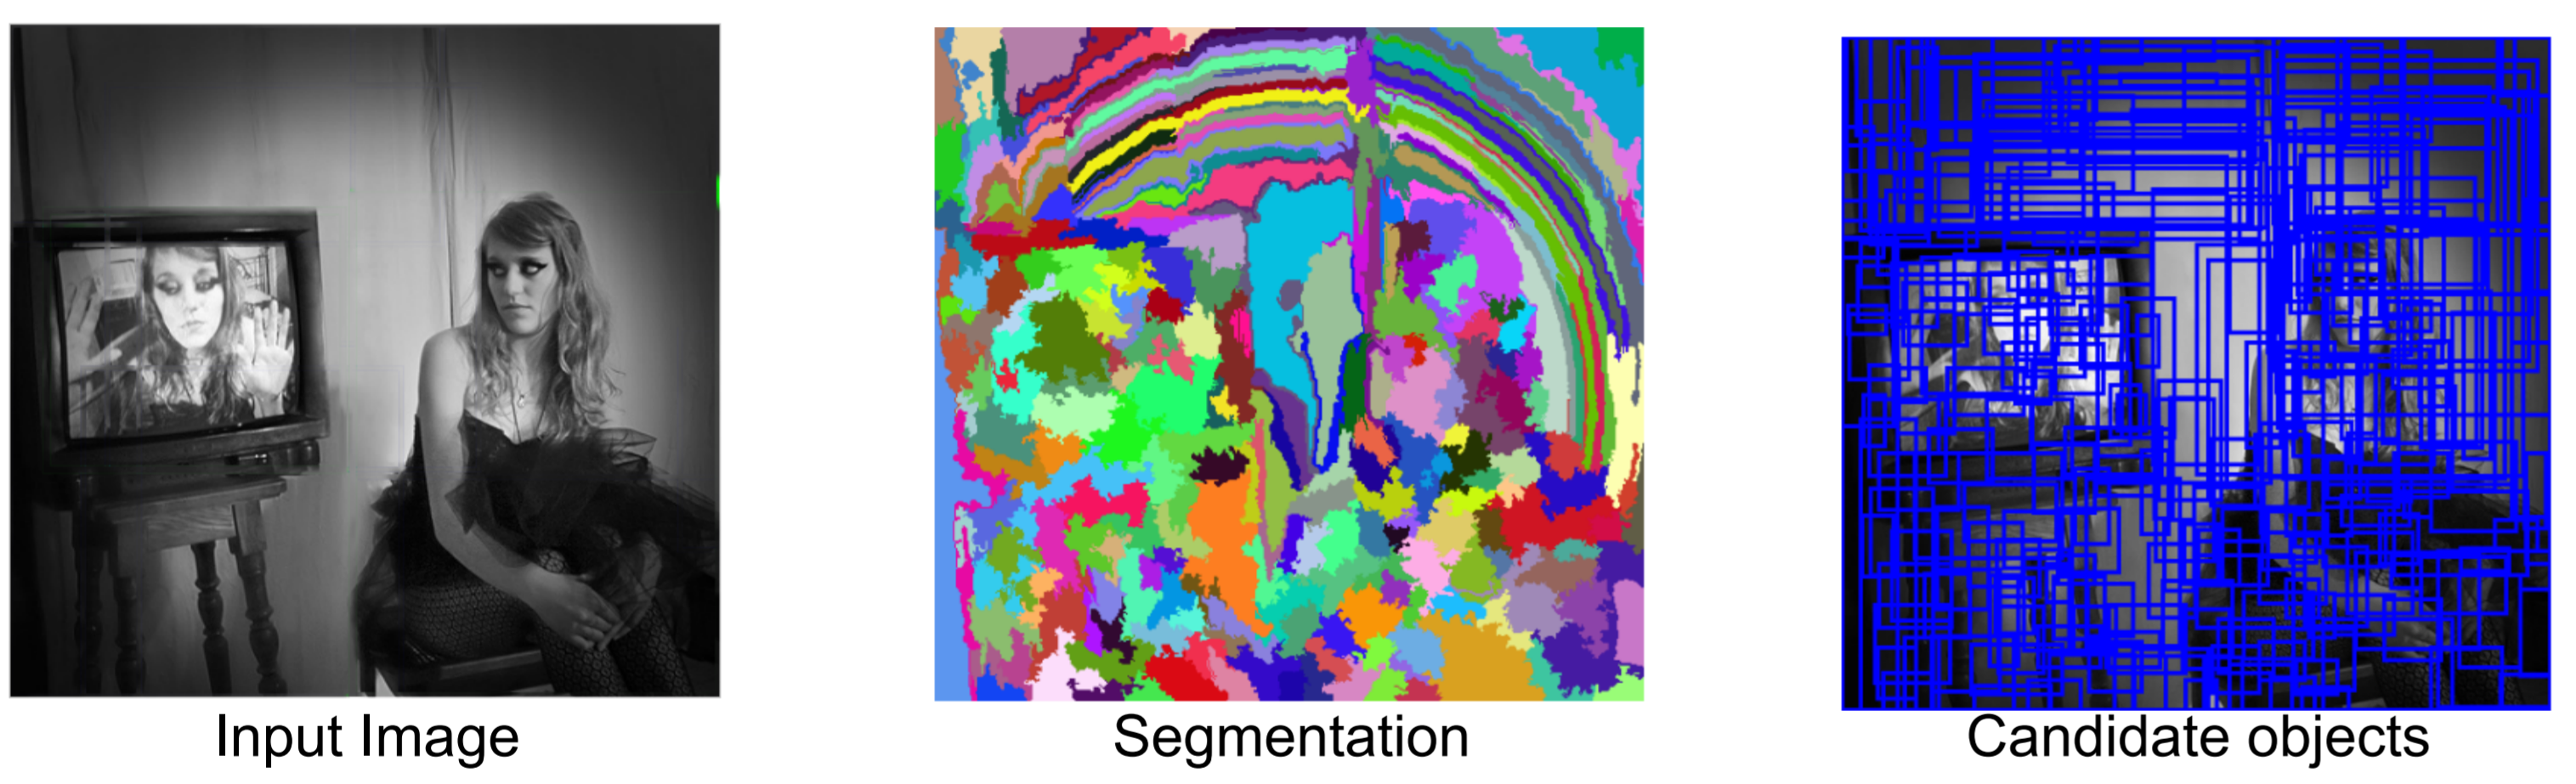 Input Image
Segmentation
Candidate objects